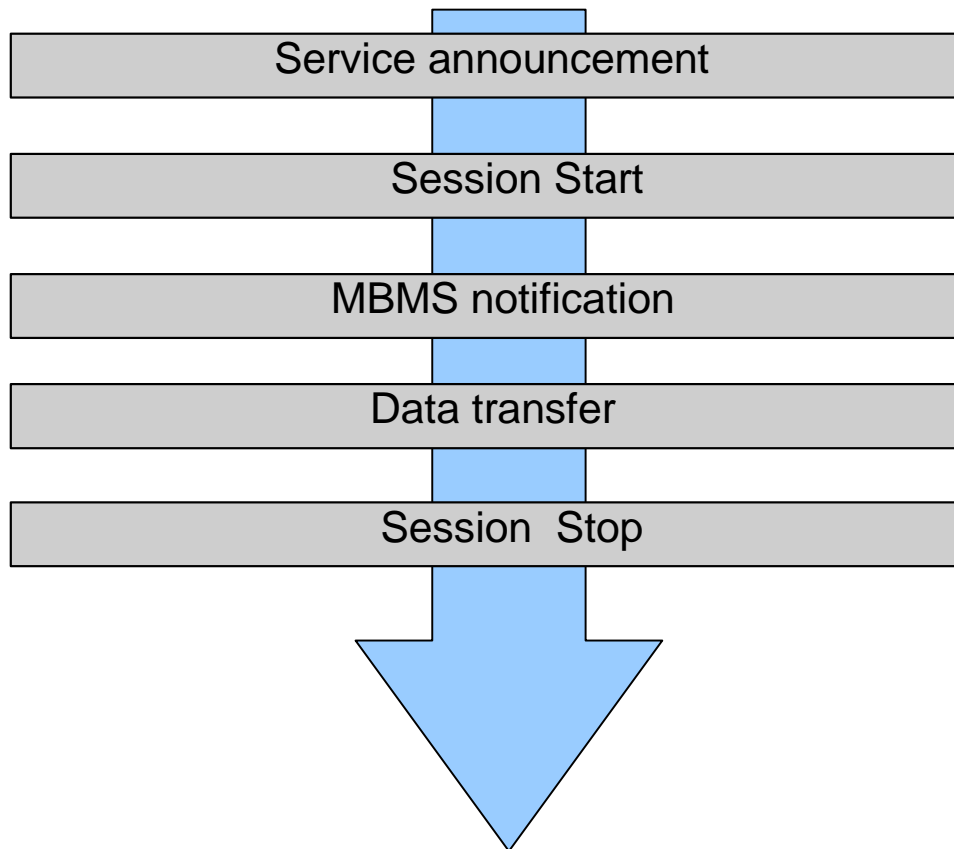 Service announcement
Session Start
MBMS notification
Data transfer
Session  Stop